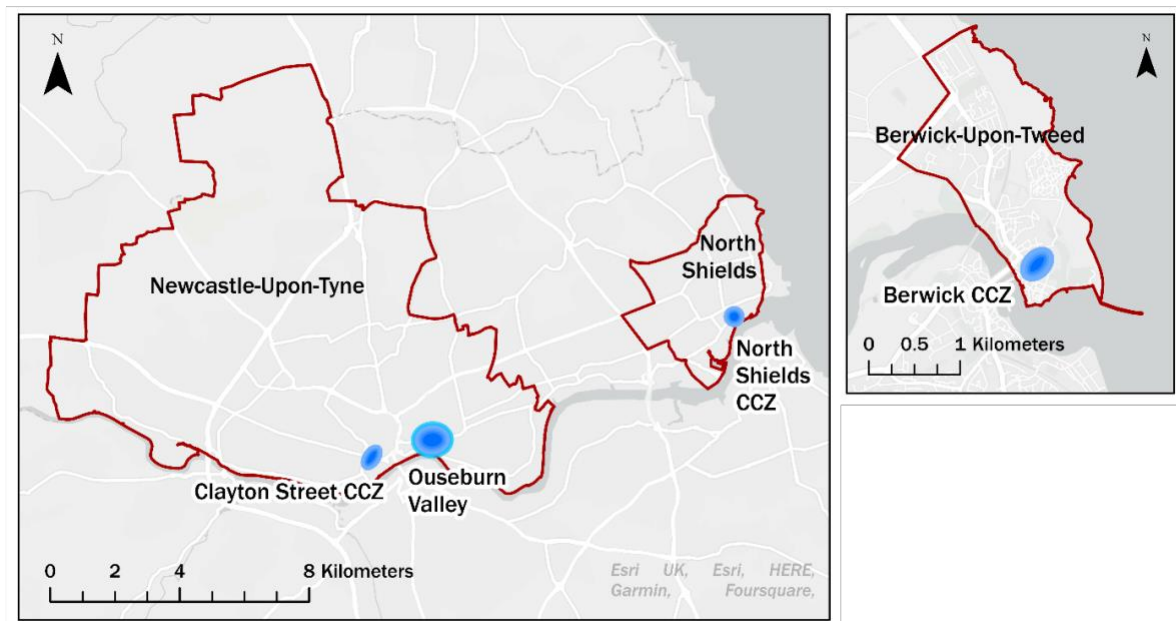 N
Newcastle-Upon-Tyne
North
Shields
North
Shields
CCZ
Clayton Street CCZ
Ouseburn
Valley
0 2 4 8 Kilometers
Esri UK, Esri, HERE,
Garmin, Foursquare,
N
Berwick-Upon-Tweed
Berwick CCZ
0 0.5 1 Kilometers